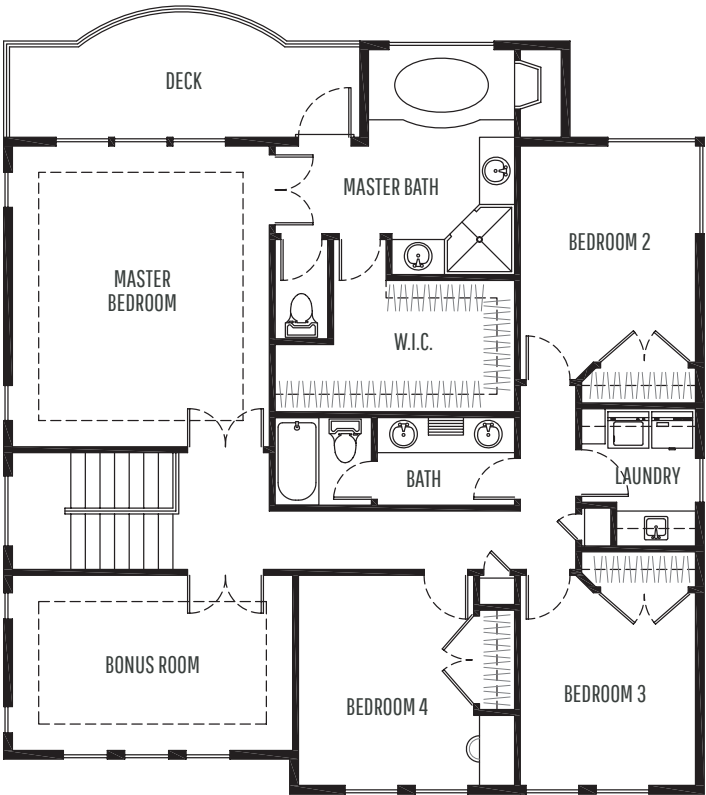 DECK
MASTER BATH
BEDROOM 2
MASTER
BEDROOM
W.I.C.
BATH
LAUNDRY
BONUS ROOM
BEDROOM 4
BEDROOM 3